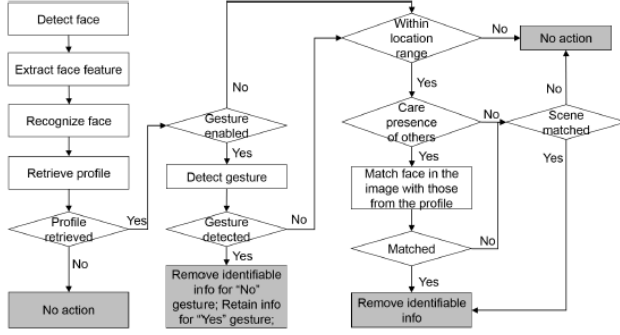 Detect face
Extract face feature
Recognize face
Retrieve profile
Profile
retrieved
Yes
No
No action
No
Gesture
enabled
Yes
Detect gesture
Gesture
detected
No
Yes
Remove identifiable
info for "No"
gesture; Retain info
for "Yes" gesture;
Within
location
range
No
No action
Yes
Care
presence
of others
No
Scene
matched
No
Yes
Yes
Match face in the
image with those
from the profile
Matched
No
Yes
Remove identifiable
info